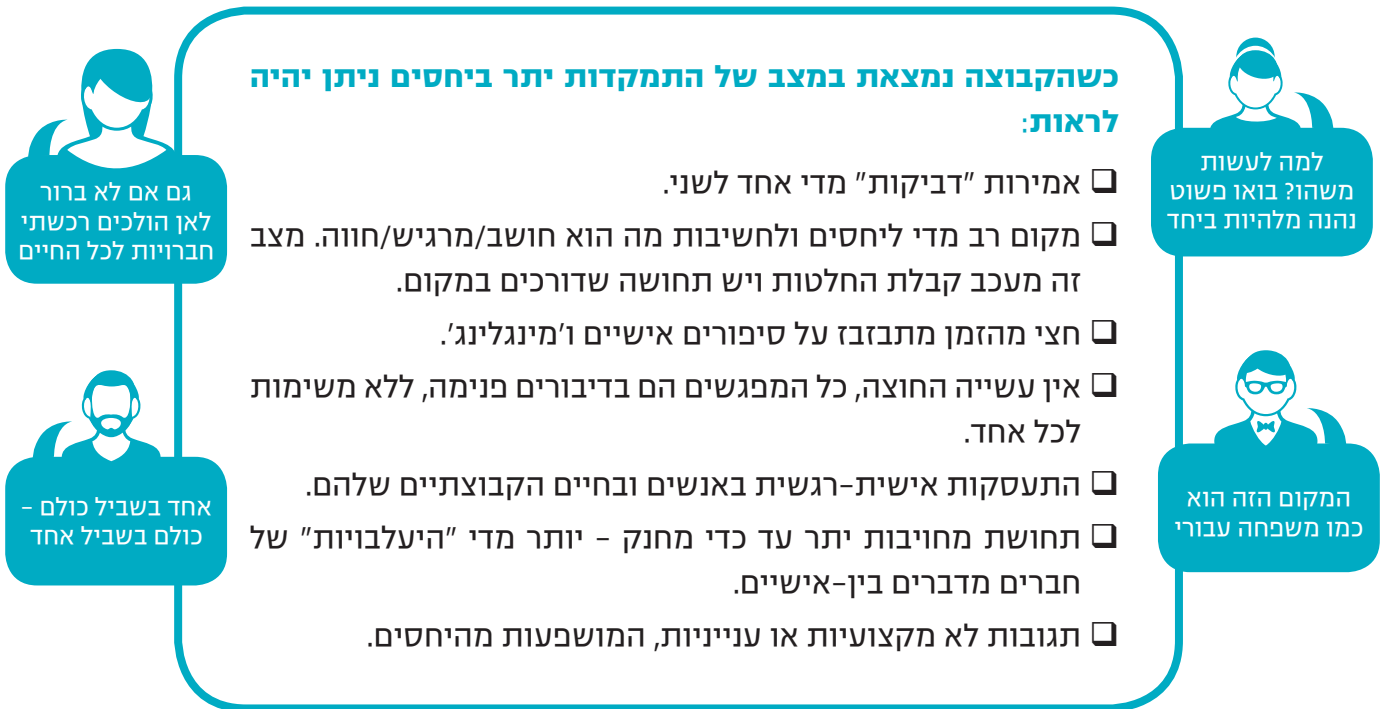 כשהקבוצה נמצאת במצב של התמקדות יתר ביחסים ניתן יהיה
לראות:
אמירות "דביקות" מדי אחד לשני.
מקום רב מדי ליחסים ולחשיבות מה הוא חושב/מרגיש/חווה. מצב
זה מעכב קבלת החלטות ויש תחושה שדורכים במקום.
חצי מהזמן מתבזבז על סיפורים אישיים ו'מינגלינג'.
אין עשייה החוצה, כל המפגשים הם בדיבורים פנימה, ללא משימות
לכל אחד.
התעסקות אישית-רגשית באנשים ובחיים הקבוצתיים שלהם.
תחושת מחויבות יתר עד כדי מחנק - יותר מדי "היעלבויות" של
חברים מדברים בין-אישיים.
תגובות לא מקצועיות או ענייניות, המושפעות מהיחסים.
למה לעשות
משהו? בואו פשוט
נהנה מלהיות ביחד
המקום הזה הוא
כמו משפחה עבורי
גם אם לא ברור
לאן הולכים רכשתי
חברויות לכל החיים
אחד בשביל כולם -
כולם בשביל אחד